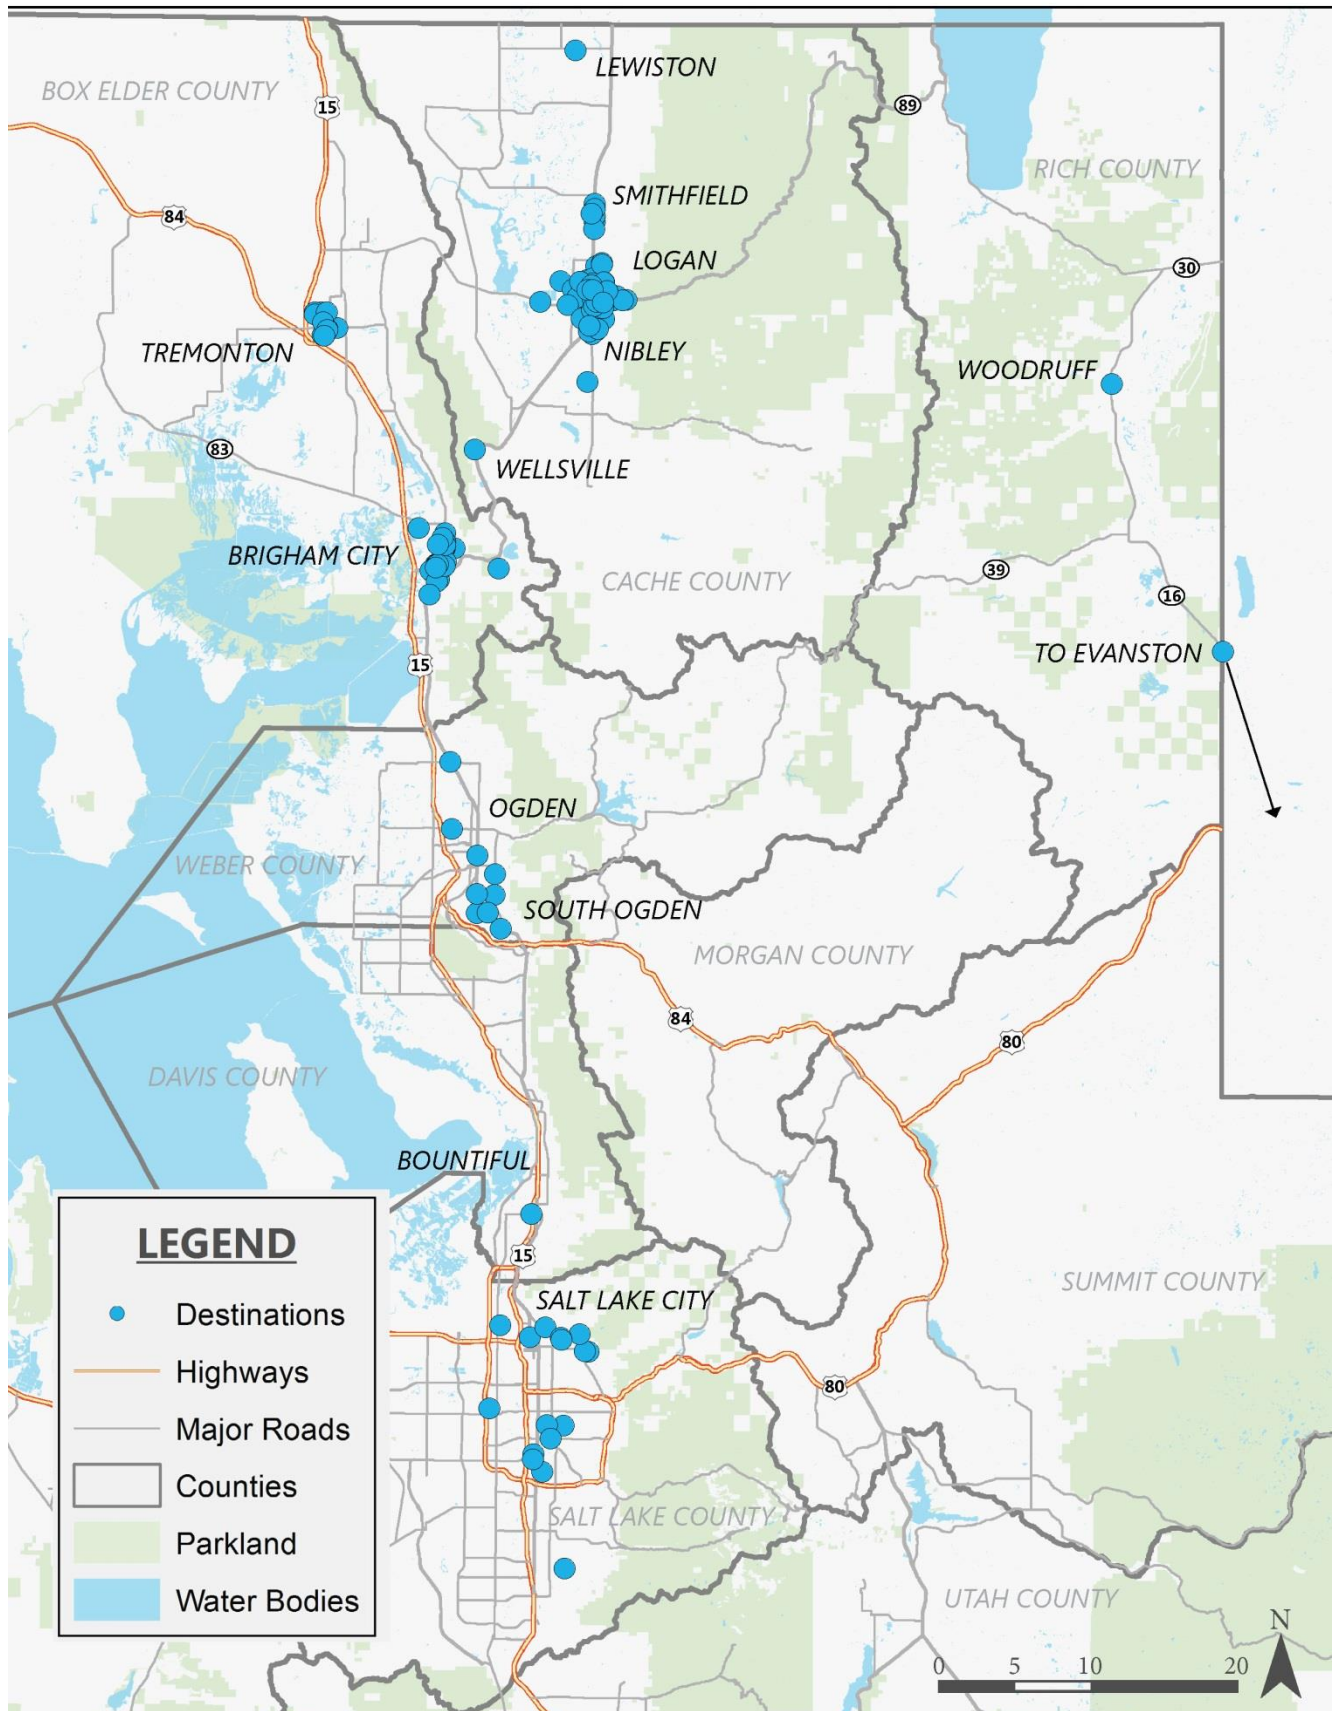 LEWISTON
BOX ELDER COUNTY
15
89
RICH COUNTY
SMITHFIELD
84
LOGAN
30
TREMONTON
NIBLEY
WOODRUFF
83
WELLSVILLE
BRIGHAM CITY
CACHE COUNTY
39
16
TO EVANSTON
15
OGDEN
WEBER COUNTY
SOUTH OGDEN
MORGAN COUNTY
84
80
DAVIS COUNTY
BOUNTIFUL
15
SUMMIT COUNTY
SALT LAKE CITY
80
SALT LAKE COUNTY
UTAH COUNTY
LEGEND
Destinations
Highways
Major Roads
Counties
Parkland
Water Bodies
N
0 5 10 20